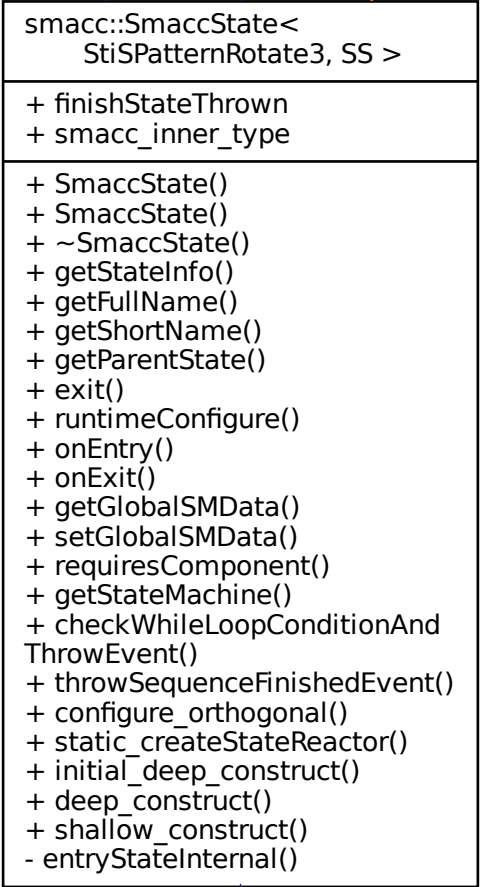 smacc::SmaccState<
StiSPatternRotate3, SS >
+ finishStateThrown
+ smacc_inner_type
+ SmaccState()
+ SmaccState()
+ ~SmaccState()
+ getStateInfo()
+ getFullName()
+ getShortName()
+ getParentState()
+ exit()
+ runtimeConfigure()
+ onEntry()
+ onExit()
+ getGlobalSMData()
+ setGlobalSMData()
+ requiresComponent()
+ getStateMachine()
+ checkWhileLoopConditionAnd
ThrowEvent()
+ throwSequenceFinishedEvent()
+ configure_orthogonal()
+ static_createStateReactor()
+ initial_deep_construct()
+ deep_construct()
+ shallow_construct()
- entryStateInternal()